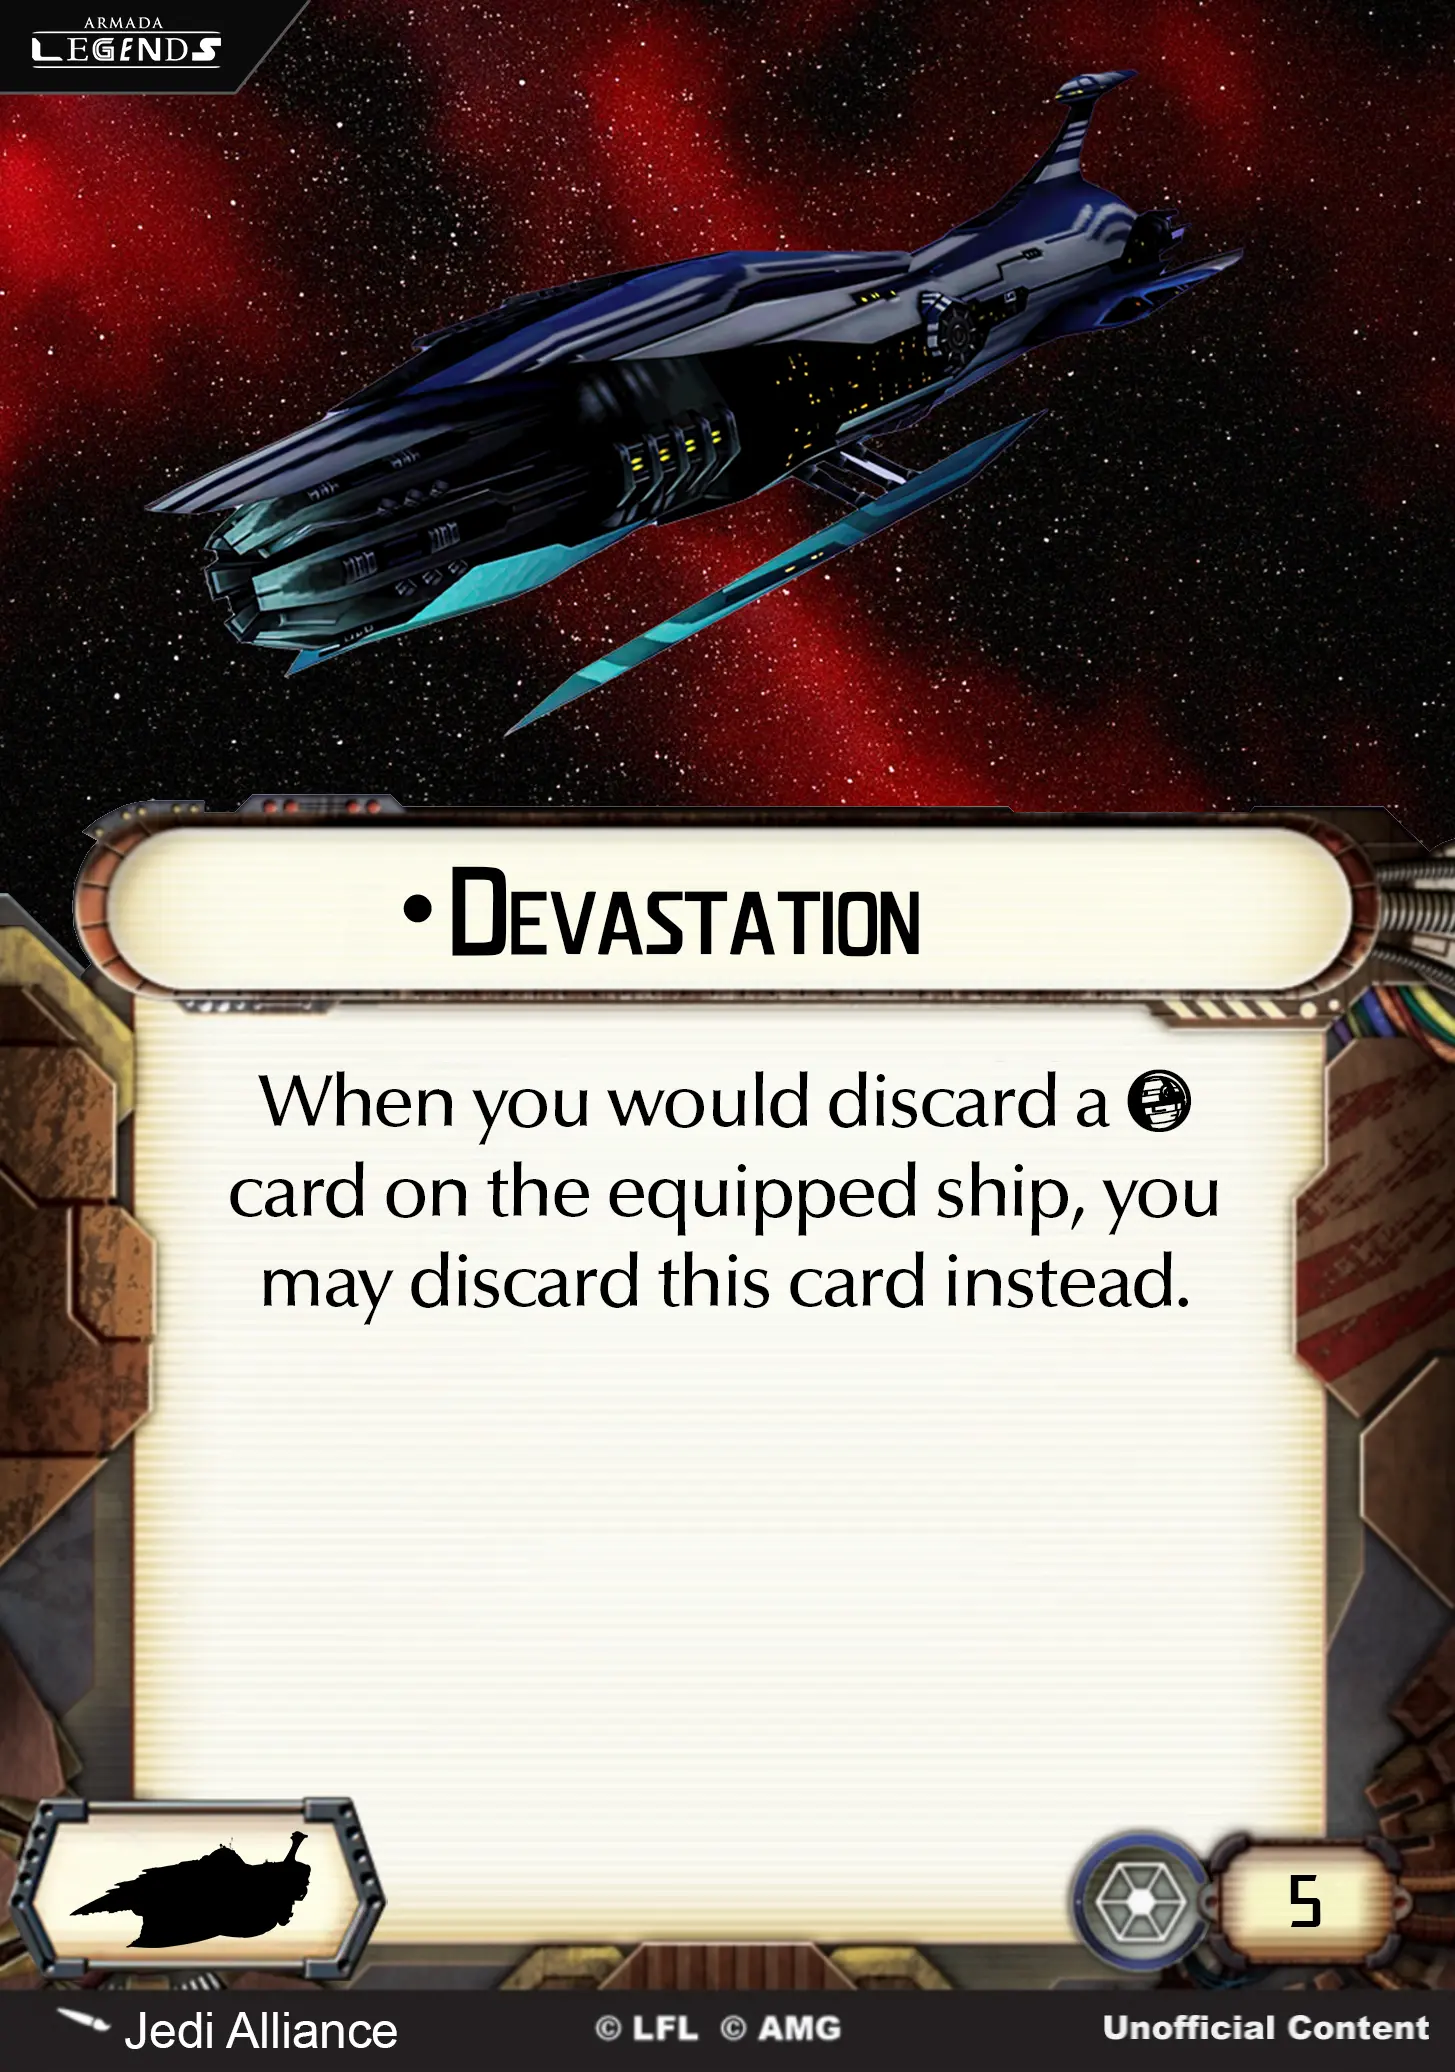 ARMADA
LEGENDS
• DEVASTATION
When you would discard a
card on the equipped ship, you
may discard this card instead.
5
Jedi Alliance
© LFL © AMG
Unofficial Content